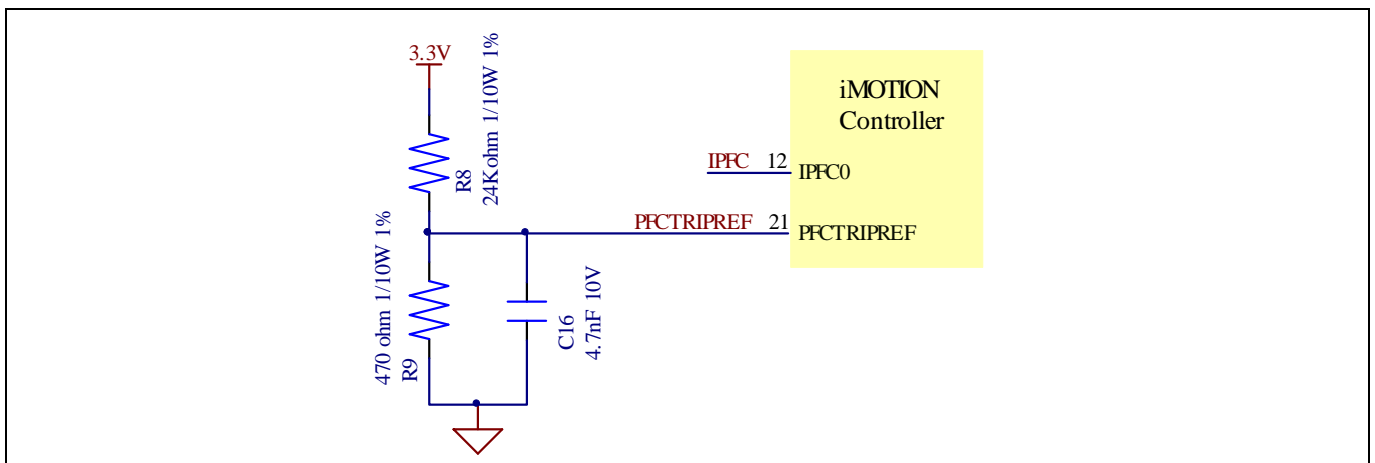 3.3V
R8
24Kohm 1/10W 1%
iMOTION
Controller
IPFC 12 IPFC0
PFCTRIPREF 21 PFCTRIPREF
470 ohm 1/10W 1%
R9
C16
4.7nF 10V